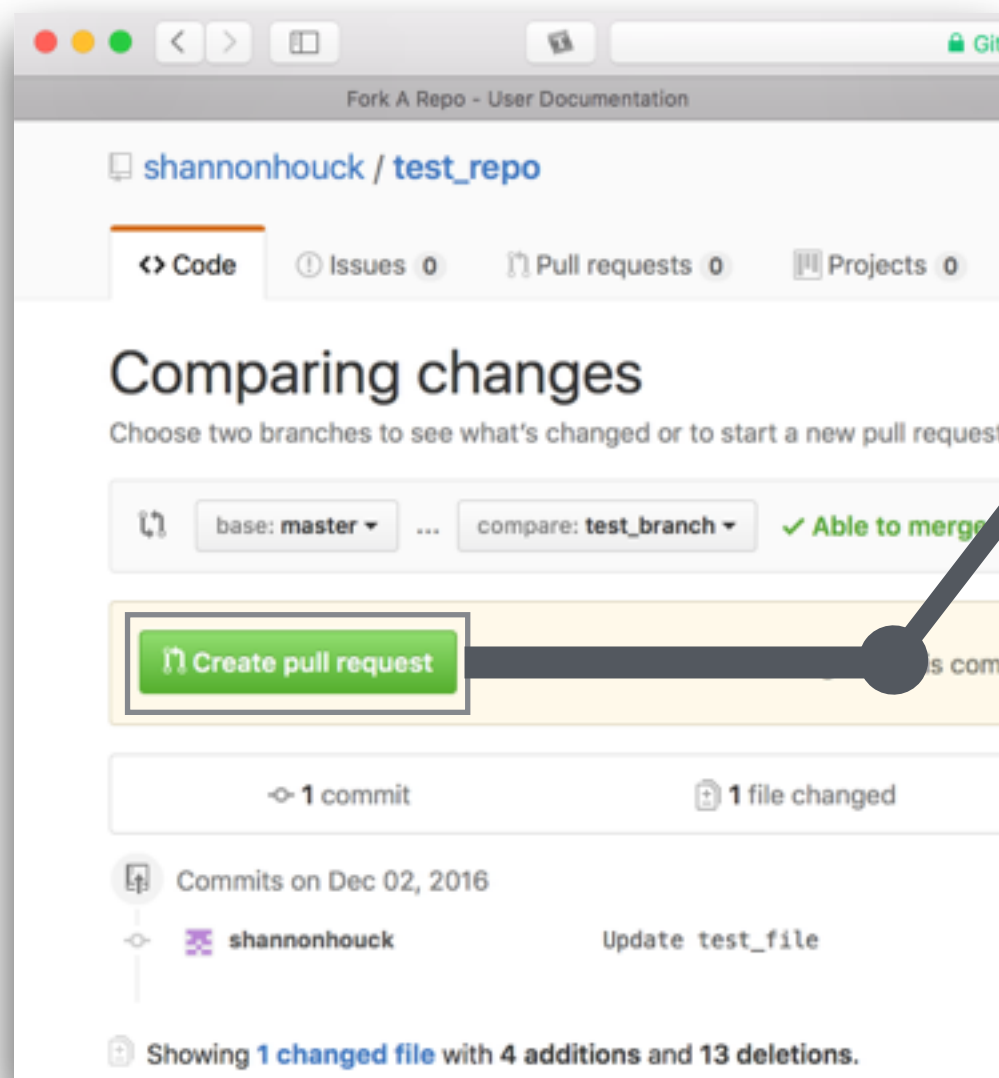 Git
Fork A Repo - User Documentation
shannonhouck / test_repo
<> Code Issues 0 Pull requests 0 Projects 0
Comparing changes
Choose two branches to see what's changed or to start a new pull request
base: master ... compare: test_branch ✓ Able to merge
Create pull request
1 commit 1 file changed
Commits on Dec 02, 2016
shannonhouck Update test_file
Showing 1 changed file with 4 additions and 13 deletions.